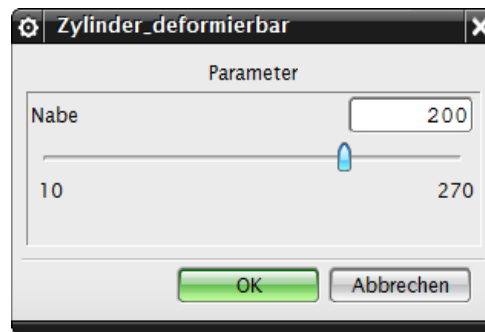 Zylinder_deformierbar
Parameter
Nabe 200
10 270
OK Abbrechen